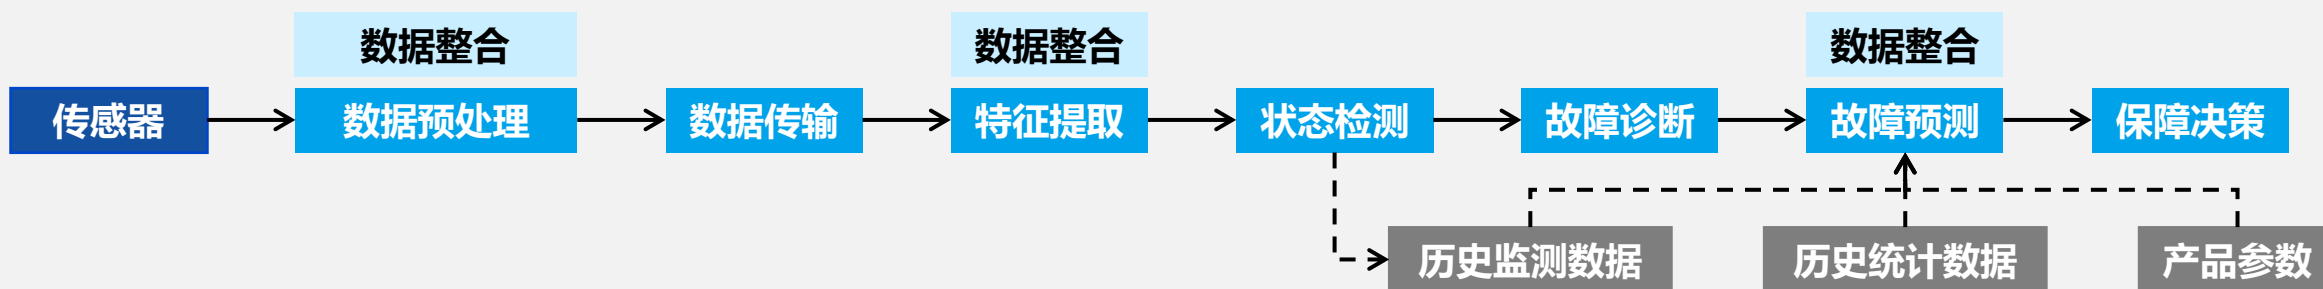 数据整合
数据整合
数据整合
传感器
数据预处理
数据传输
特征提取
状态检测
故障诊断
故障预测
保障决策
历史监测数据
历史统计数据
产品参数